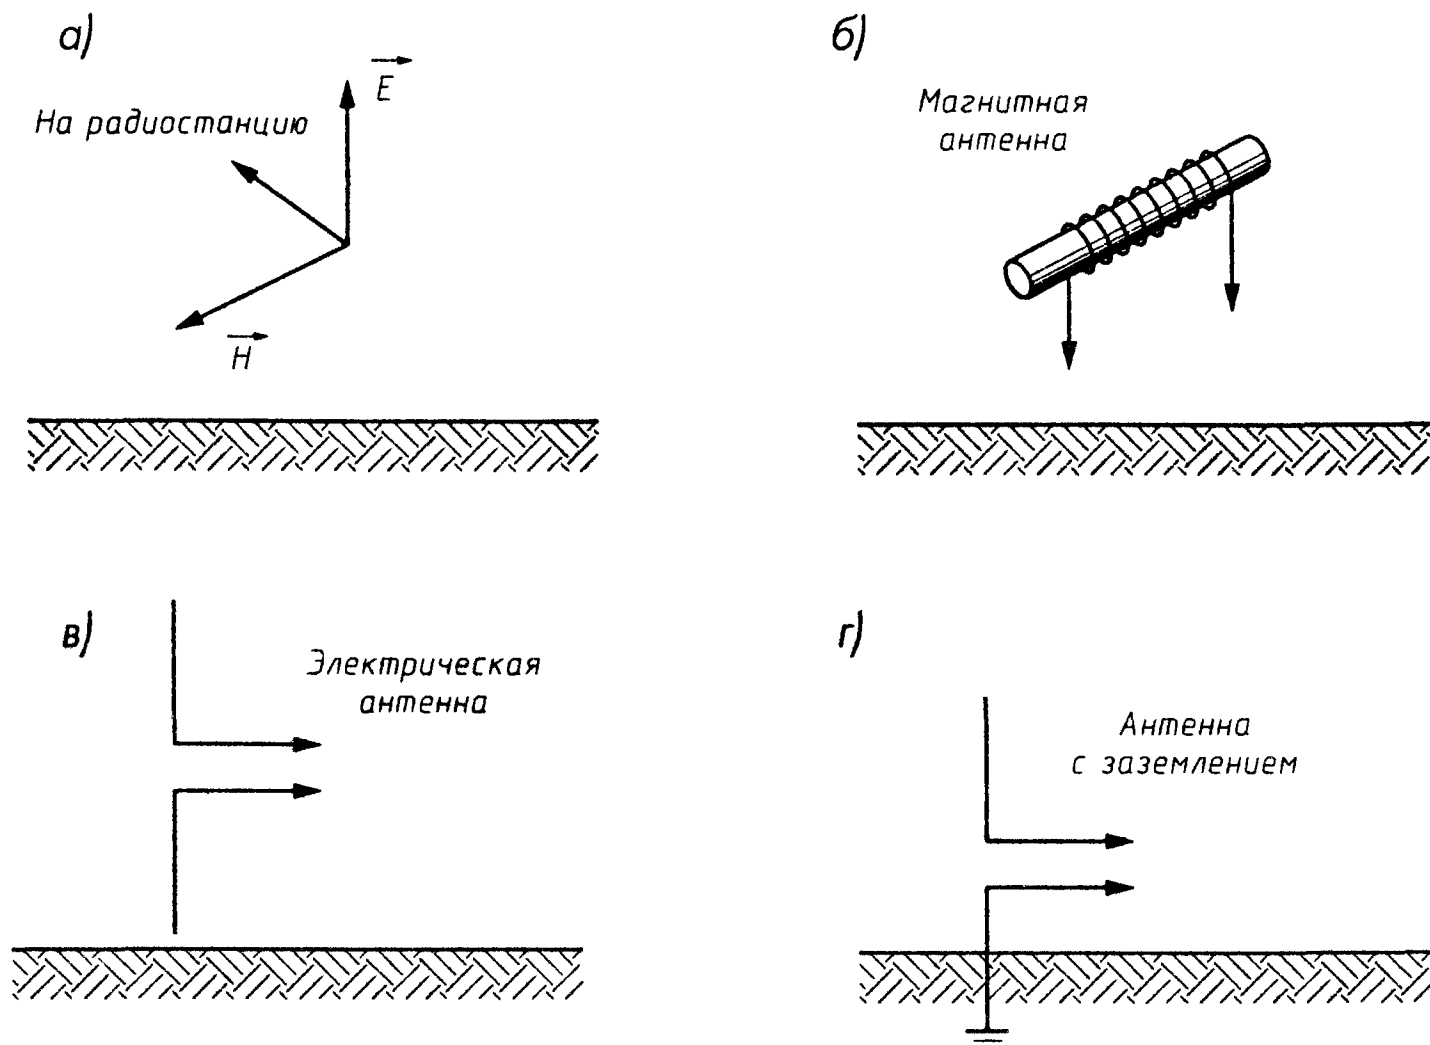 а)
E
На радиостанцию
H
б)
Магнитная
антенна
в)
Электрическая
антенна
г)
Антенна
с заземлением